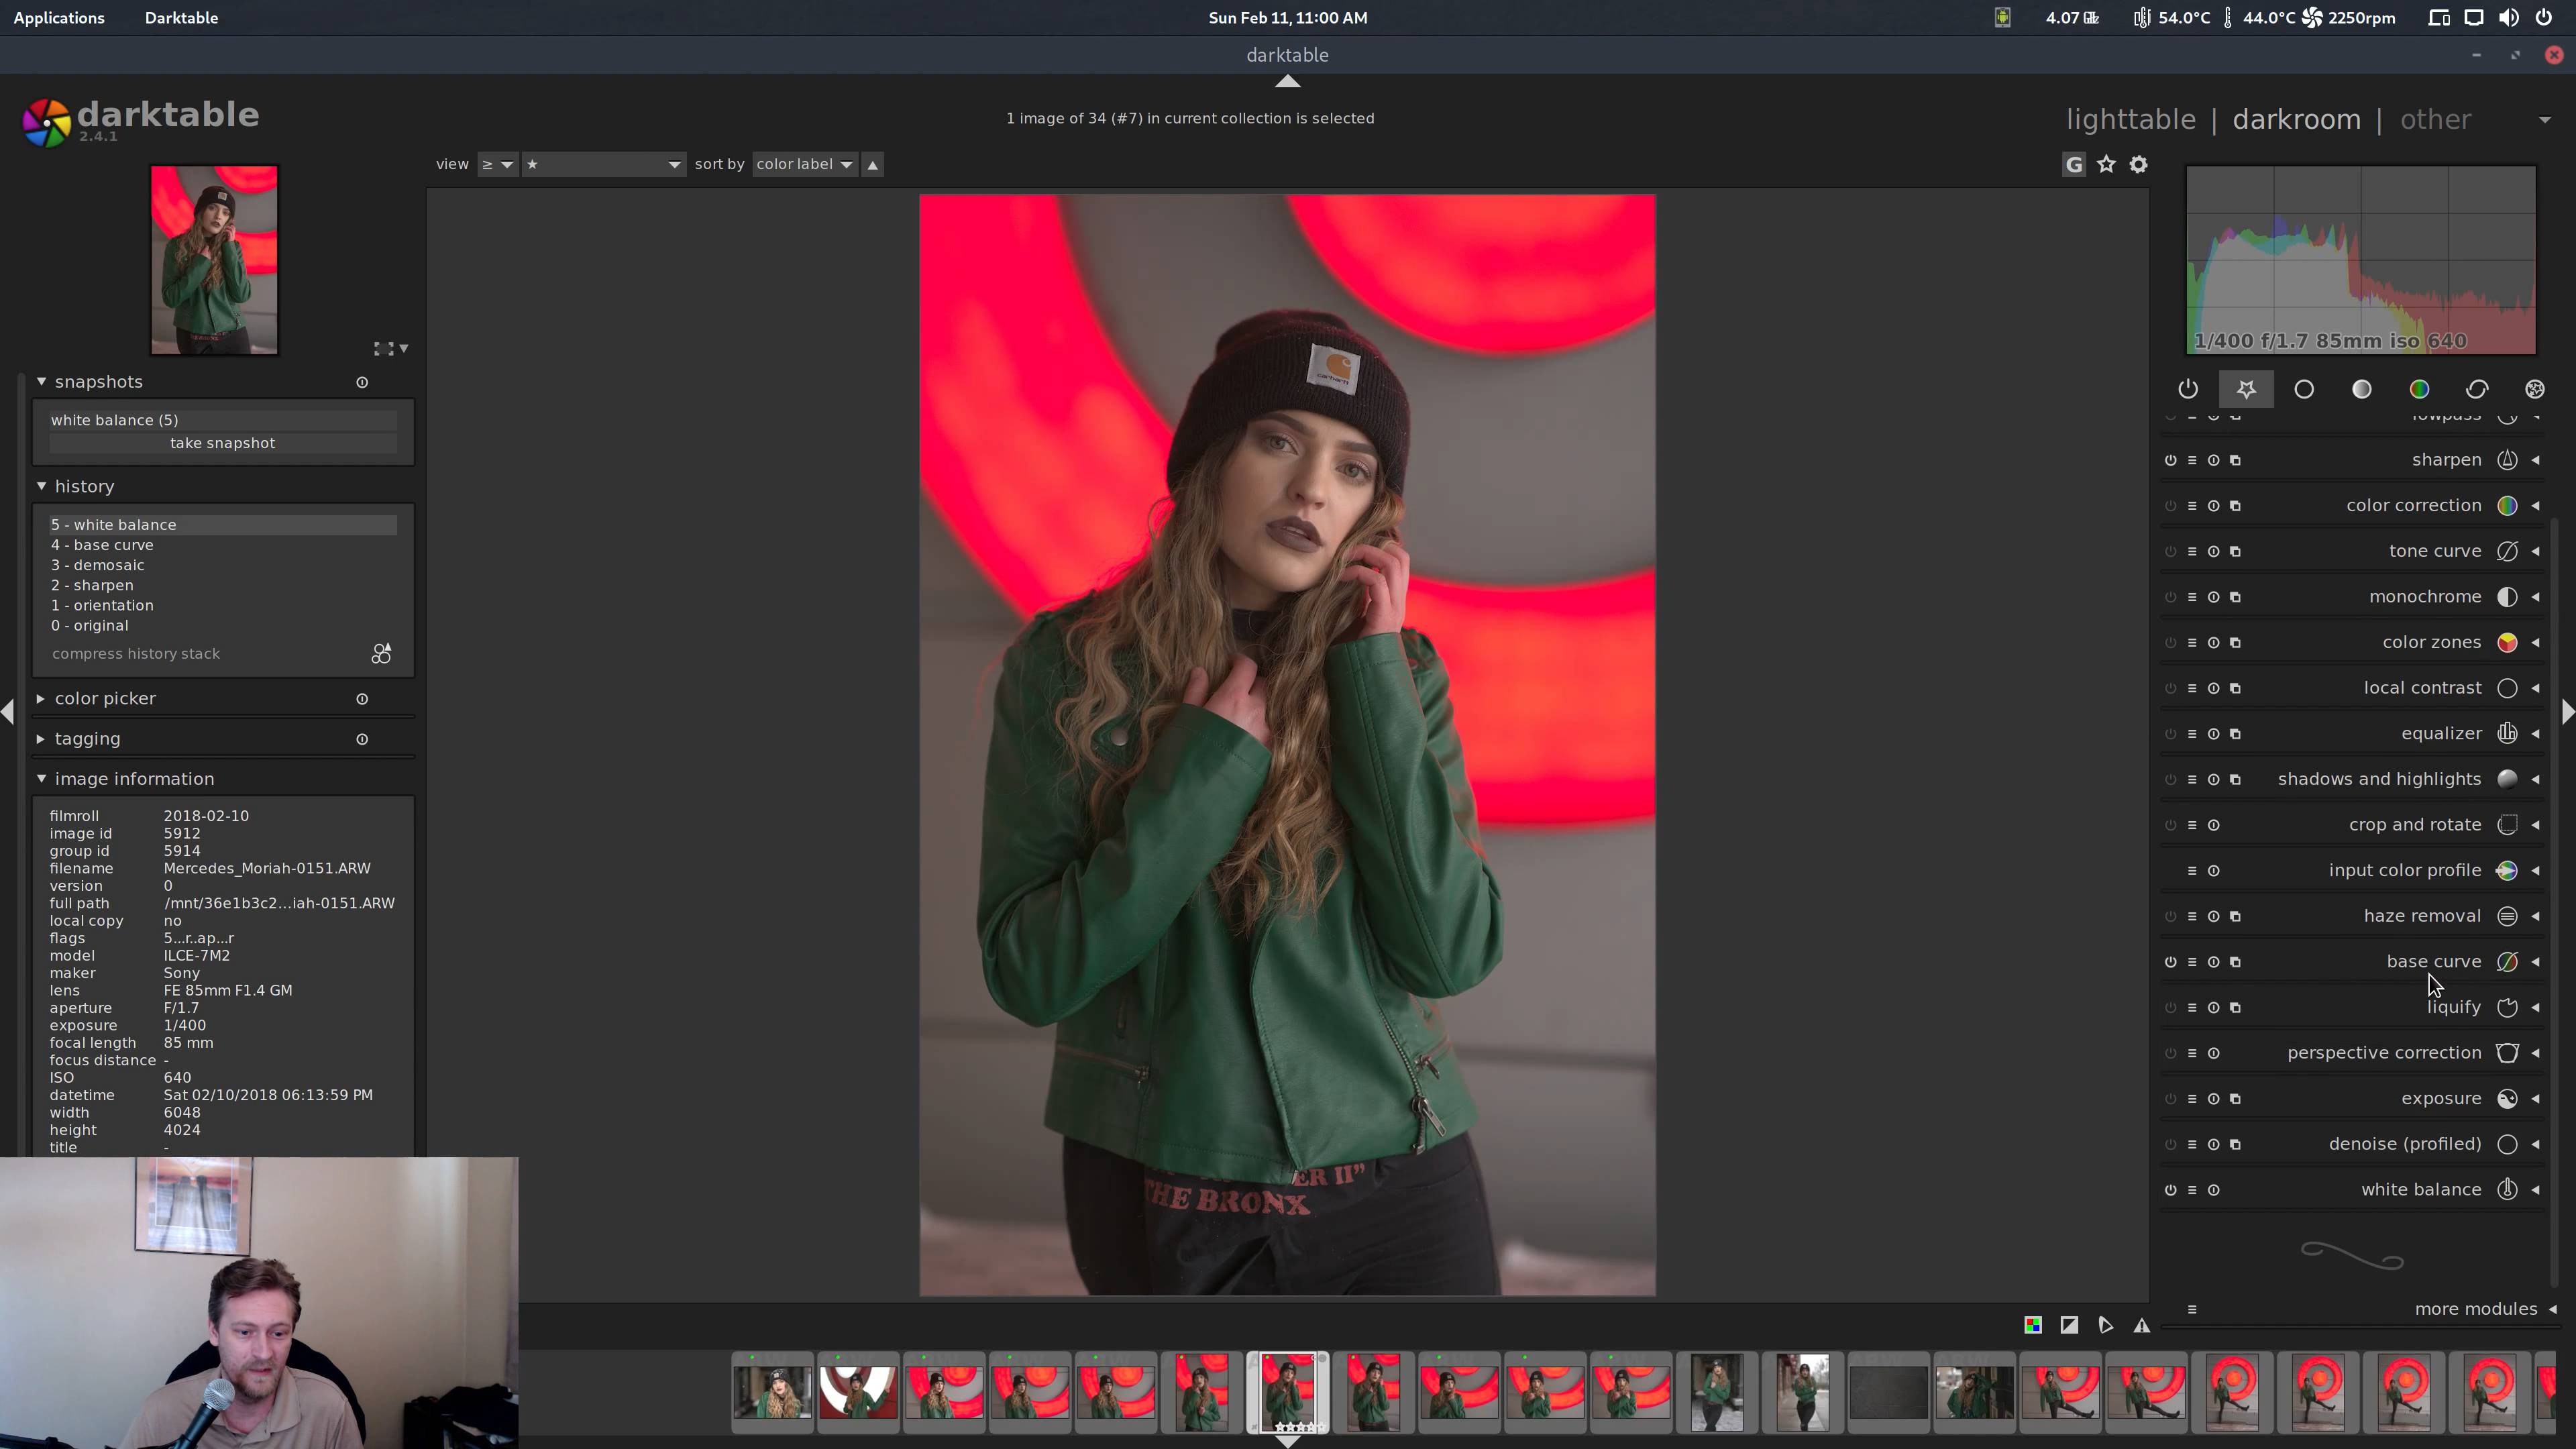 Applications Darktable Sun Feb 11, 11:00 AM 4.07 GHz 54.0°C 44.0°C 2250rpm
darktable
darktable
2.4.1
1 image of 34 (#7) in current collection is selected
lighttable | darkroom | other
view ≥ ★ sort by color label
G
1/400 f/1.7 85mm iso 640
snapshots
white balance (5)
take snapshot
history
5 - white balance
4 - base curve
3 - demosaic
2 - sharpen
1 - orientation
0 - original
compress history stack
color picker
tagging
image information
filmroll 2018-02-10
image id 5912
group id 5914
filename Mercedes_Moriah-0151.ARW
version 0
full path /mnt/36e1b3c2...iah-0151.ARW
local copy no
flags 5...r..ap...r
model ILCE-7M2
maker Sony
lens FE 85mm F1.4 GM
aperture F/1.7
exposure 1/400
focal length 85 mm
focus distance -
ISO 640
datetime Sat 02/10/2018 06:13:59 PM
width 6048
height 4024
title -
carhartt
ER II"
THE BRONX
lowpass
sharpen
color correction
tone curve
monochrome
color zones
local contrast
equalizer
shadows and highlights
crop and rotate
input color profile
haze removal
base curve
liquify
perspective correction
exposure
denoise (profiled)
white balance
more modules